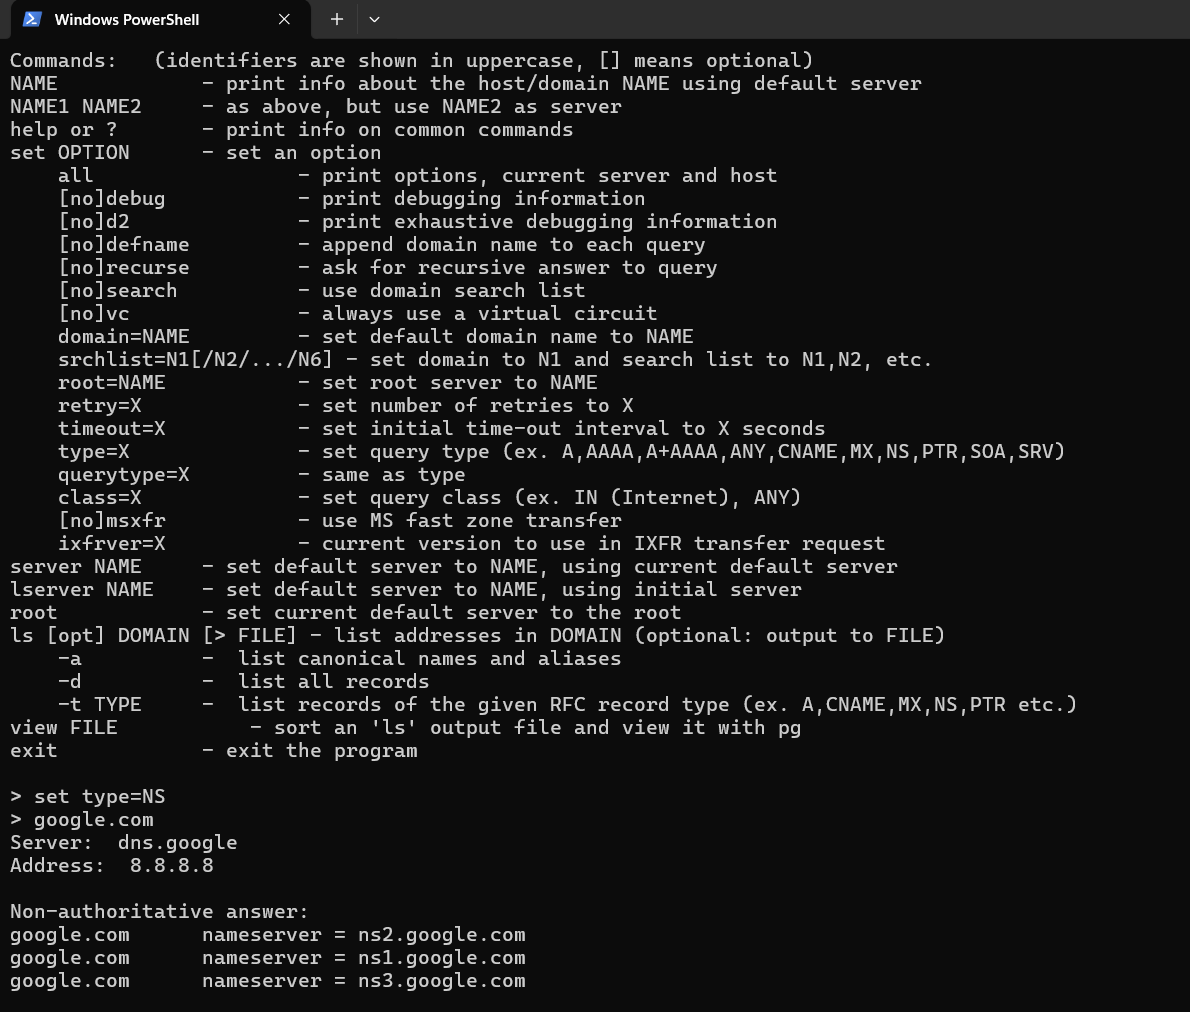 Windows PowerShell
Commands:   (identifiers are shown in uppercase, [] means optional)
NAME            - print info about the host/domain NAME using default server
NAME1 NAME2     - as above, but use NAME2 as server
help or ?       - print info on common commands
set OPTION      - set an option
    all                 - print options, current server and host
    [no]debug           - print debugging information
    [no]d2              - print exhaustive debugging information
    [no]defname         - append domain name to each query
    [no]recurse         - ask for recursive answer to query
    [no]search          - use domain search list
    [no]vc              - always use a virtual circuit
    domain=NAME         - set default domain name to NAME
    srchlist=N1[/N2/.../N6] - set domain to N1 and search list to N1,N2, etc.
    root=NAME           - set root server to NAME
    retry=X             - set number of retries to X
    timeout=X           - set initial time-out interval to X seconds
    type=X              - set query type (ex. A,AAAA,A+AAAA,ANY,CNAME,MX,NS,PTR,SOA,SRV)
    querytype=X         - same as type
    class=X             - set query class (ex. IN (Internet), ANY)
    [no]msxfr           - use MS fast zone transfer
    ixfrver=X           - current version to use in IXFR transfer request
server NAME     - set default server to NAME, using current default server
lserver NAME    - set default server to NAME, using initial server
root            - set current default server to the root
ls [opt] DOMAIN [> FILE] - list addresses in DOMAIN (optional: output to FILE)
    -a          -  list canonical names and aliases
    -d          -  list all records
    -t TYPE     -  list records of the given RFC record type (ex. A,CNAME,MX,NS,PTR etc.)
view FILE           - sort an 'ls' output file and view it with pg
exit            - exit the program
> set type=NS
> google.com
Server:  dns.google
Address:  8.8.8.8
Non-authoritative answer:
google.com      nameserver = ns2.google.com
google.com      nameserver = ns1.google.com
google.com      nameserver = ns3.google.com